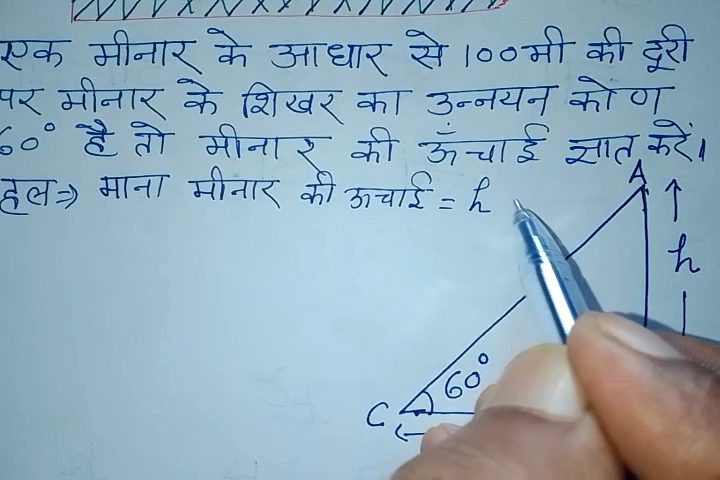 एक मीनार के आधार से 100 मी की दूरी
पर मीनार के शिखर का उन्नयन कोण
60° है तो मीनार की ऊँचाई ज्ञात करें।
हल⇒ माना मीनार की ऊचाई = h
A
h
60°
C